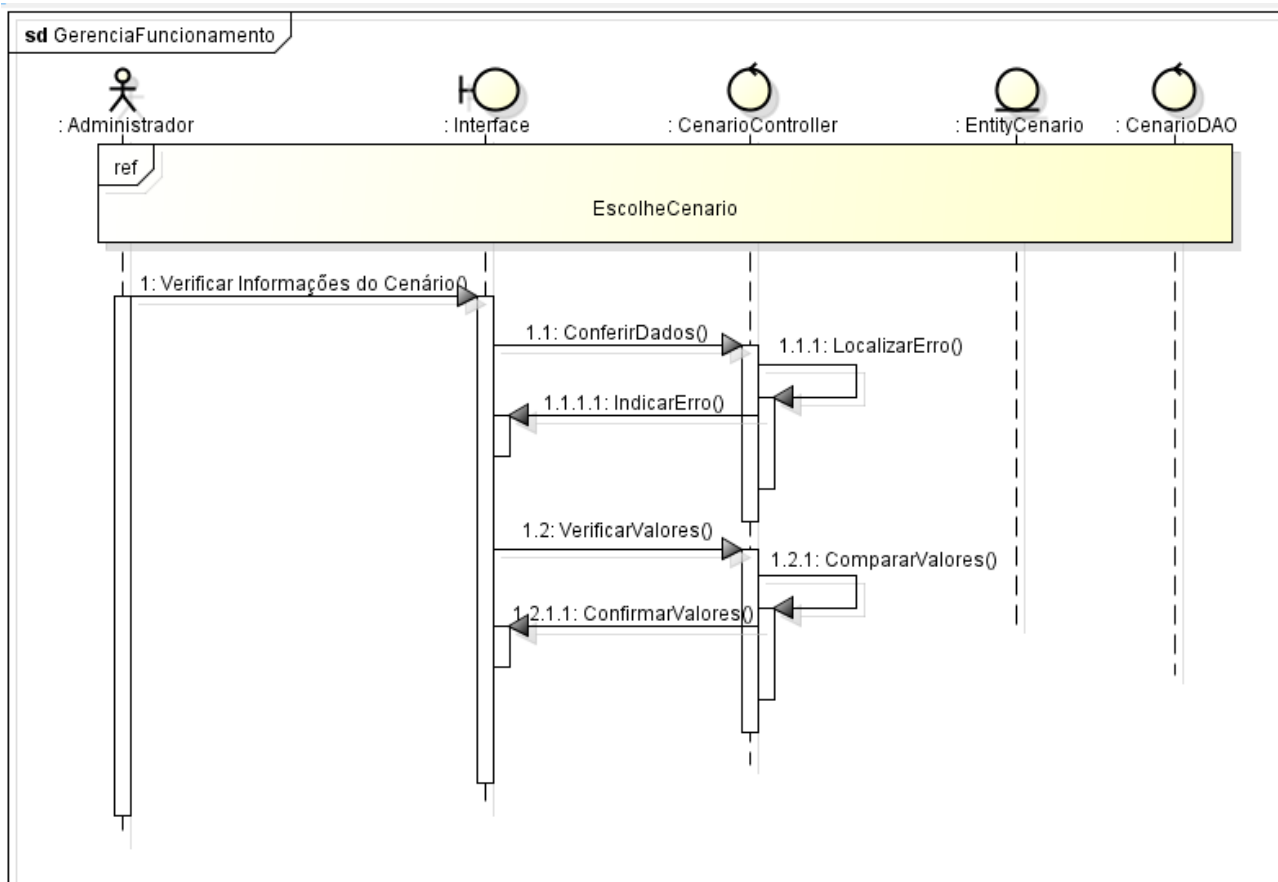 sd GerenciaFuncionamento
: Administrador
: Interface
: CenarioController
: EntityCenario
: CenarioDAO
ref
EscolheCenario
1: Verificar Informações do Cenário()
1.1: ConferirDados()
1.1.1: LocalizarErro()
1.1.1.1: IndicarErro()
1.2: VerificarValores()
1.2.1: CompararValores()
1.2.1.1: ConfirmarValores()